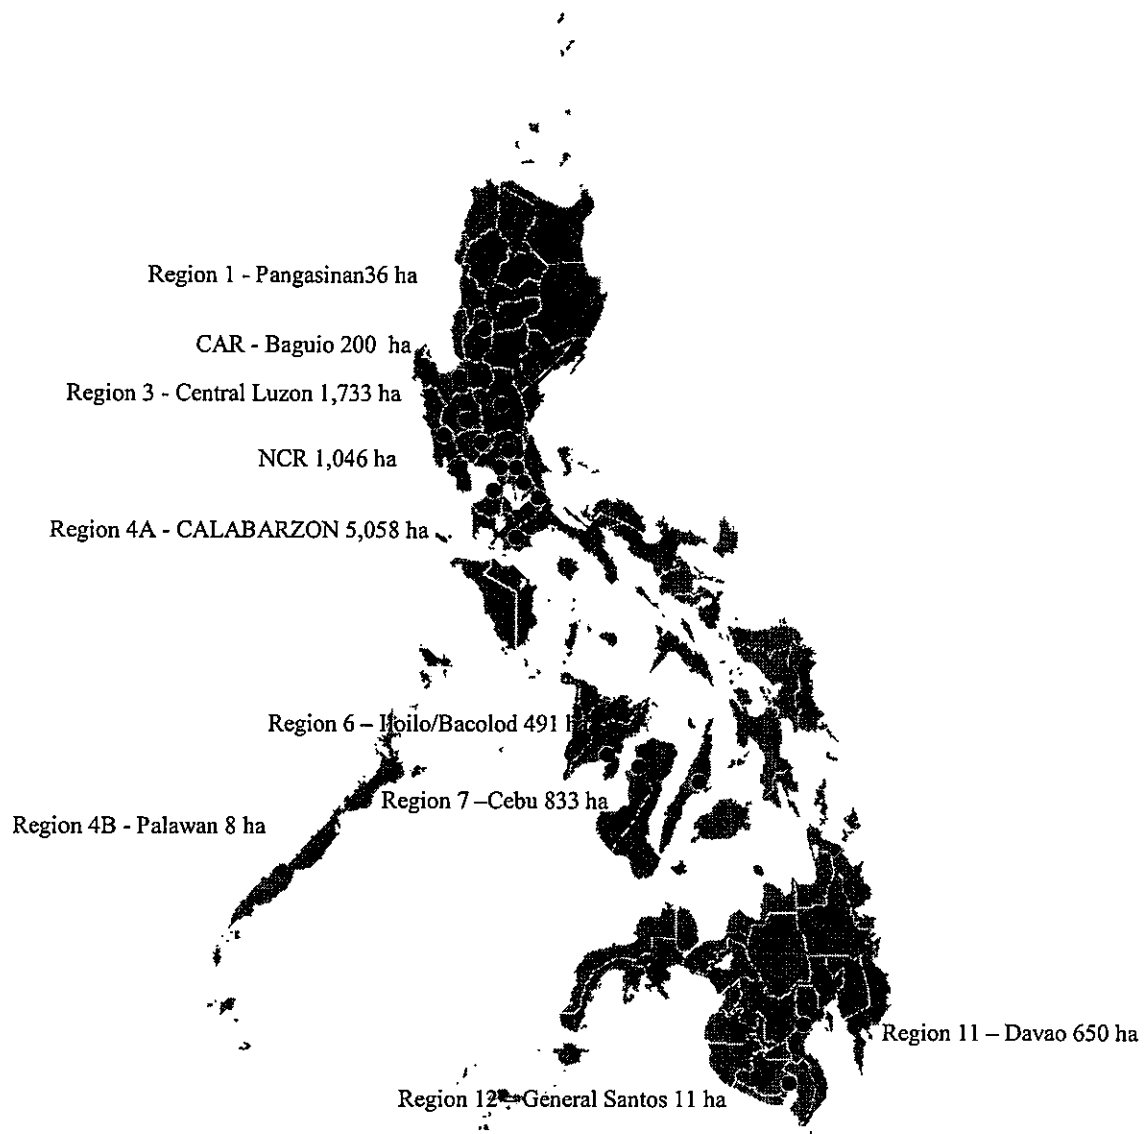 Region 1 - Pangasinan36 ha
CAR - Baguio 200 ha
Region 3 - Central Luzon 1,733 ha
NCR 1,046 ha
Region 4A - CALABARZON 5,058 ha
Region 6 – Iloilo/Bacolod 491 ha
Region 7 –Cebu 833 ha
Region 4B - Palawan 8 ha
Region 11 – Davao 650 ha
Region 12 – General Santos 11 ha